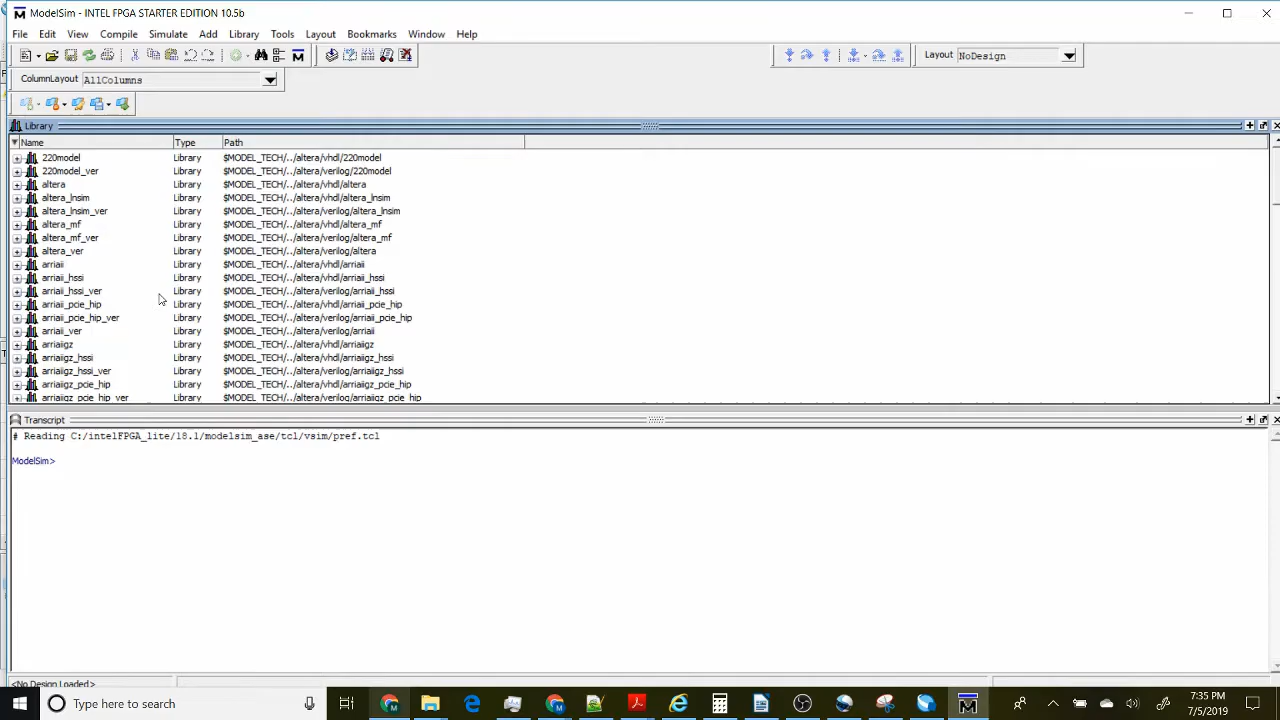 ModelSim - INTEL FPGA STARTER EDITION 10.5b
File Edit View Compile Simulate Add Library Tools Layout Bookmarks Window Help
Layout NoDesign
ColumnLayout AllColumns
Library
Name Type Path
220model Library $MODEL_TECH/../altera/vhdl/220model
220model_ver Library $MODEL_TECH/../altera/verilog/220model
altera Library $MODEL_TECH/../altera/vhdl/altera
altera_lnsim Library $MODEL_TECH/../altera/vhdl/altera_lnsim
altera_lnsim_ver Library $MODEL_TECH/../altera/verilog/altera_lnsim
altera_mf Library $MODEL_TECH/../altera/vhdl/altera_mf
altera_mf_ver Library $MODEL_TECH/../altera/verilog/altera_mf
altera_ver Library $MODEL_TECH/../altera/verilog/altera
arriaii Library $MODEL_TECH/../altera/vhdl/arriaii
arriaii_hssi Library $MODEL_TECH/../altera/vhdl/arriaii_hssi
arriaii_hssi_ver Library $MODEL_TECH/../altera/verilog/arriaii_hssi
arriaii_pcie_hip Library $MODEL_TECH/../altera/vhdl/arriaii_pcie_hip
arriaii_pcie_hip_ver Library $MODEL_TECH/../altera/verilog/arriaii_pcie_hip
arriaii_ver Library $MODEL_TECH/../altera/verilog/arriaii
arriaiigz Library $MODEL_TECH/../altera/vhdl/arriaiigz
arriaiigz_hssi Library $MODEL_TECH/../altera/vhdl/arriaiigz_hssi
arriaiigz_hssi_ver Library $MODEL_TECH/../altera/verilog/arriaiigz_hssi
arriaiigz_pcie_hip Library $MODEL_TECH/../altera/vhdl/arriaiigz_pcie_hip
arriaiigz_pcie_hip_ver Library $MODEL_TECH/../altera/verilog/arriaiigz_pcie_hip
Transcript
# Reading C:/intelFPGA_lite/18.1/modelsim_ase/tcl/vsim/pref.tcl
ModelSim>
<No Design Loaded>
Type here to search
7:35 PM
7/5/2019